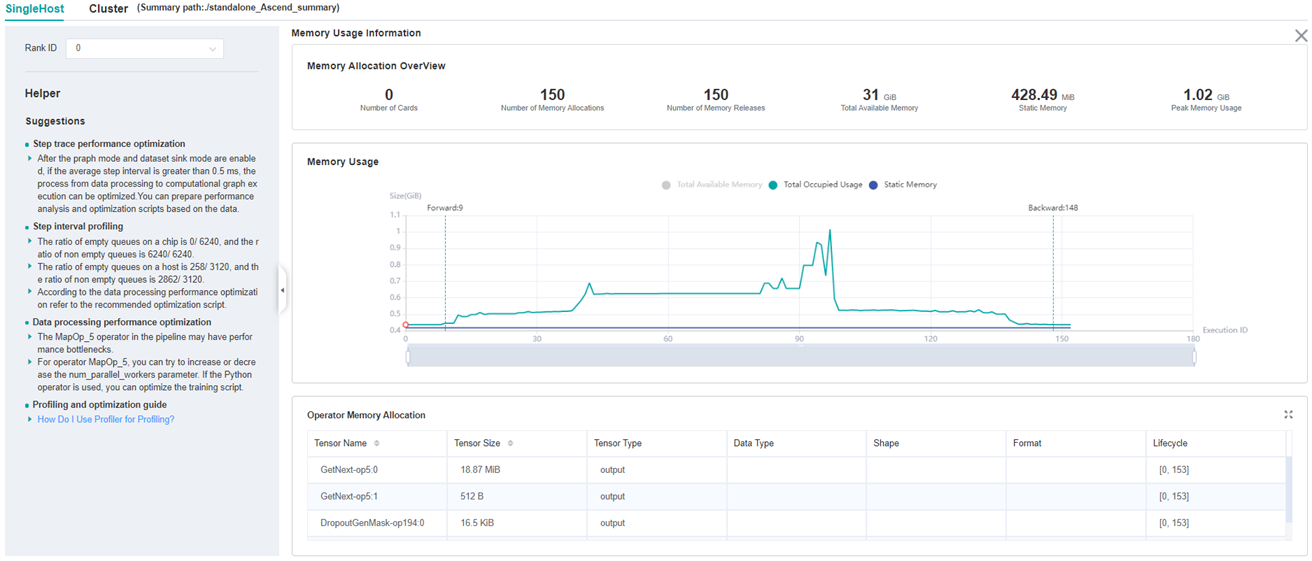 SingleHost Cluster (Summary path:./standalone_Ascend_summary)
Rank ID 0
Helper
Suggestions
Step trace performance optimization
After the praph mode and dataset sink mode are enable
d, if the average step interval is greater than 0.5 ms, the
process from data processing to computational graph ex
ecution can be optimized.You can prepare performance
analysis and optimization scripts based on the data.
Step interval profiling
The ratio of empty queues on a chip is 0/ 6240, and the r
atio of non empty queues is 6240/ 6240.
The ratio of empty queues on a host is 258/ 3120, and th
e ratio of non empty queues is 2862/ 3120.
According to the data processing performance optimizati
on refer to the recommended optimization script.
Data processing performance optimization
The MapOp_5 operator in the pipeline may have perfor
mance bottlenecks.
For operator MapOp_5, you can try to increase or decre
ase the num_parallel_workers parameter. If the Python
operator is used, you can optimize the training script.
Profiling and optimization guide
How Do I Use Profiler for Profiling?
Memory Usage Information
Memory Allocation OverView
0 150 150 31 GiB 428.49 MiB 1.02 GiB
Number of Cards Number of Memory Allocations Number of Memory Releases Total Available Memory Static Memory Peak Memory Usage
Memory Usage
Total Available Memory Total Occupied Usage Static Memory
Size(GiB)
Forward:9 Backward:148
1.1
1
0.9
0.8
0.7
0.6
0.5
0.4
Execution ID
0 30 60 90 120 150 180
Operator Memory Allocation
Tensor Name Tensor Size Tensor Type Data Type Shape Format Lifecycle
GetNext-op5:0 18.87 MiB output [0, 153]
GetNext-op5:1 512 B output [0, 153]
DropoutGenMask-op194:0 16.5 KiB output [0, 153]